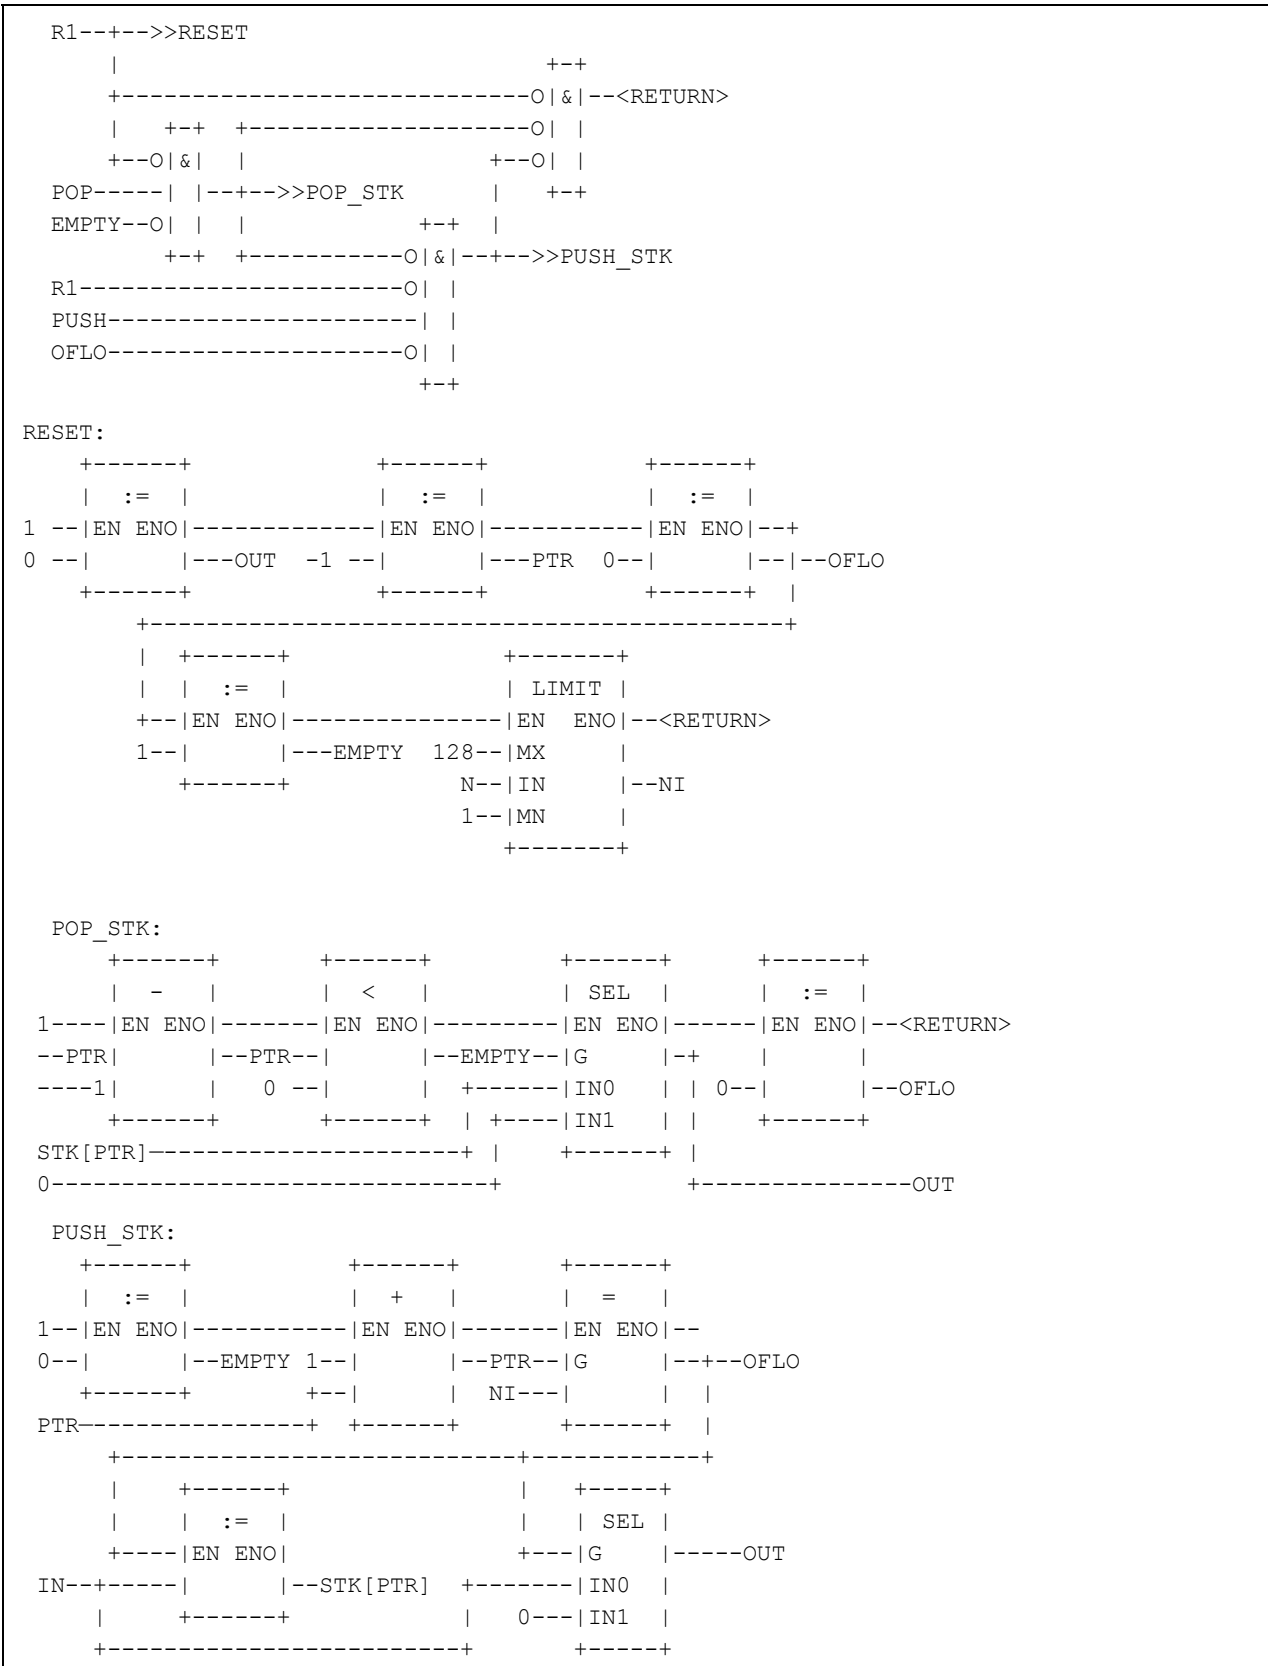 R1--+-->>RESET
      |                              +-+
      +-----------------------------O|&|--<RETURN>
      |   +-+  +--------------------O| |
      +--O|&|  |                 +--O| |
  POP-----| |--+-->>POP_STK      |   +-+
  EMPTY--O| |  |            +-+  |
          +-+  +-----------O|&|--+-->>PUSH_STK
  R1-----------------------O| |
  PUSH----------------------| |
  OFLO---------------------O| |
                            +-+
RESET:
    +------+             +------+           +------+
    |  :=  |             |  :=  |           |  :=  |
1 --|EN ENO|-------------|EN ENO|-----------|EN ENO|--+
0 --|      |---OUT  -1 --|      |---PTR  0--|      |--|--OFLO
    +------+             +------+           +------+  |
        +---------------------------------------------+
        |  +------+               +-------+
        |  |  :=  |               | LIMIT |
        +--|EN ENO|---------------|EN  ENO|--<RETURN>
        1--|      |---EMPTY  128--|MX     |
           +------+            N--|IN     |--NI
                               1--|MN     |
                                  +-------+
  POP_STK:
      +------+       +------+         +------+      +------+
      |  -   |       |  <   |         | SEL  |      |  :=  |
 1----|EN ENO|-------|EN ENO|---------|EN ENO|------|EN ENO|--<RETURN>
 --PTR|      |--PTR--|      |--EMPTY--|G     |-+    |      |
 ----1|      |   0 --|      |  +------|IN0   | | 0--|      |--OFLO
      +------+       +------+  | +----|IN1   | |    +------+
 STK[PTR]—---------------------+ |    +------+ |
 0-------------------------------+             +---------------OUT
  PUSH_STK:
    +------+           +------+       +------+
    |  :=  |           |  +   |       |  =   |
 1--|EN ENO|-----------|EN ENO|-------|EN ENO|--
 0--|      |--EMPTY 1--|      |--PTR--|G     |--+--OFLO
    +------+        +--|      |  NI---|      |  |
 PTR—---------------+  +------+       +------+  |
      +----------------------------+------------+
      |    +------+                |   +-----+
      |    |  :=  |                |   | SEL |
      +----|EN ENO|                +---|G    |-----OUT
 IN--+-----|      |--STK[PTR]  +-------|IN0  |
     |     +------+            |   0---|IN1  |
     +-------------------------+       +-----+